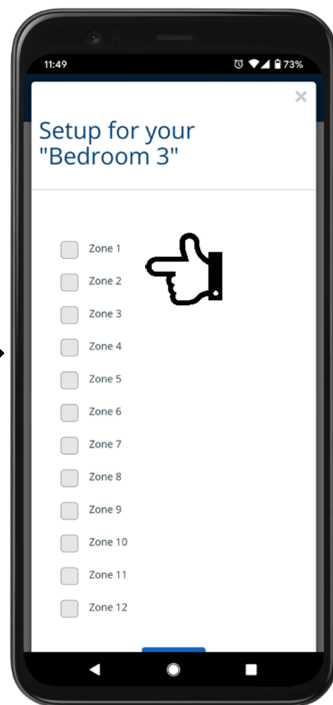 11:49 73%
×
Setup for your
"Bedroom 3"
Zone 1
Zone 2
Zone 3
Zone 4
Zone 5
Zone 6
Zone 7
Zone 8
Zone 9
Zone 10
Zone 11
Zone 12